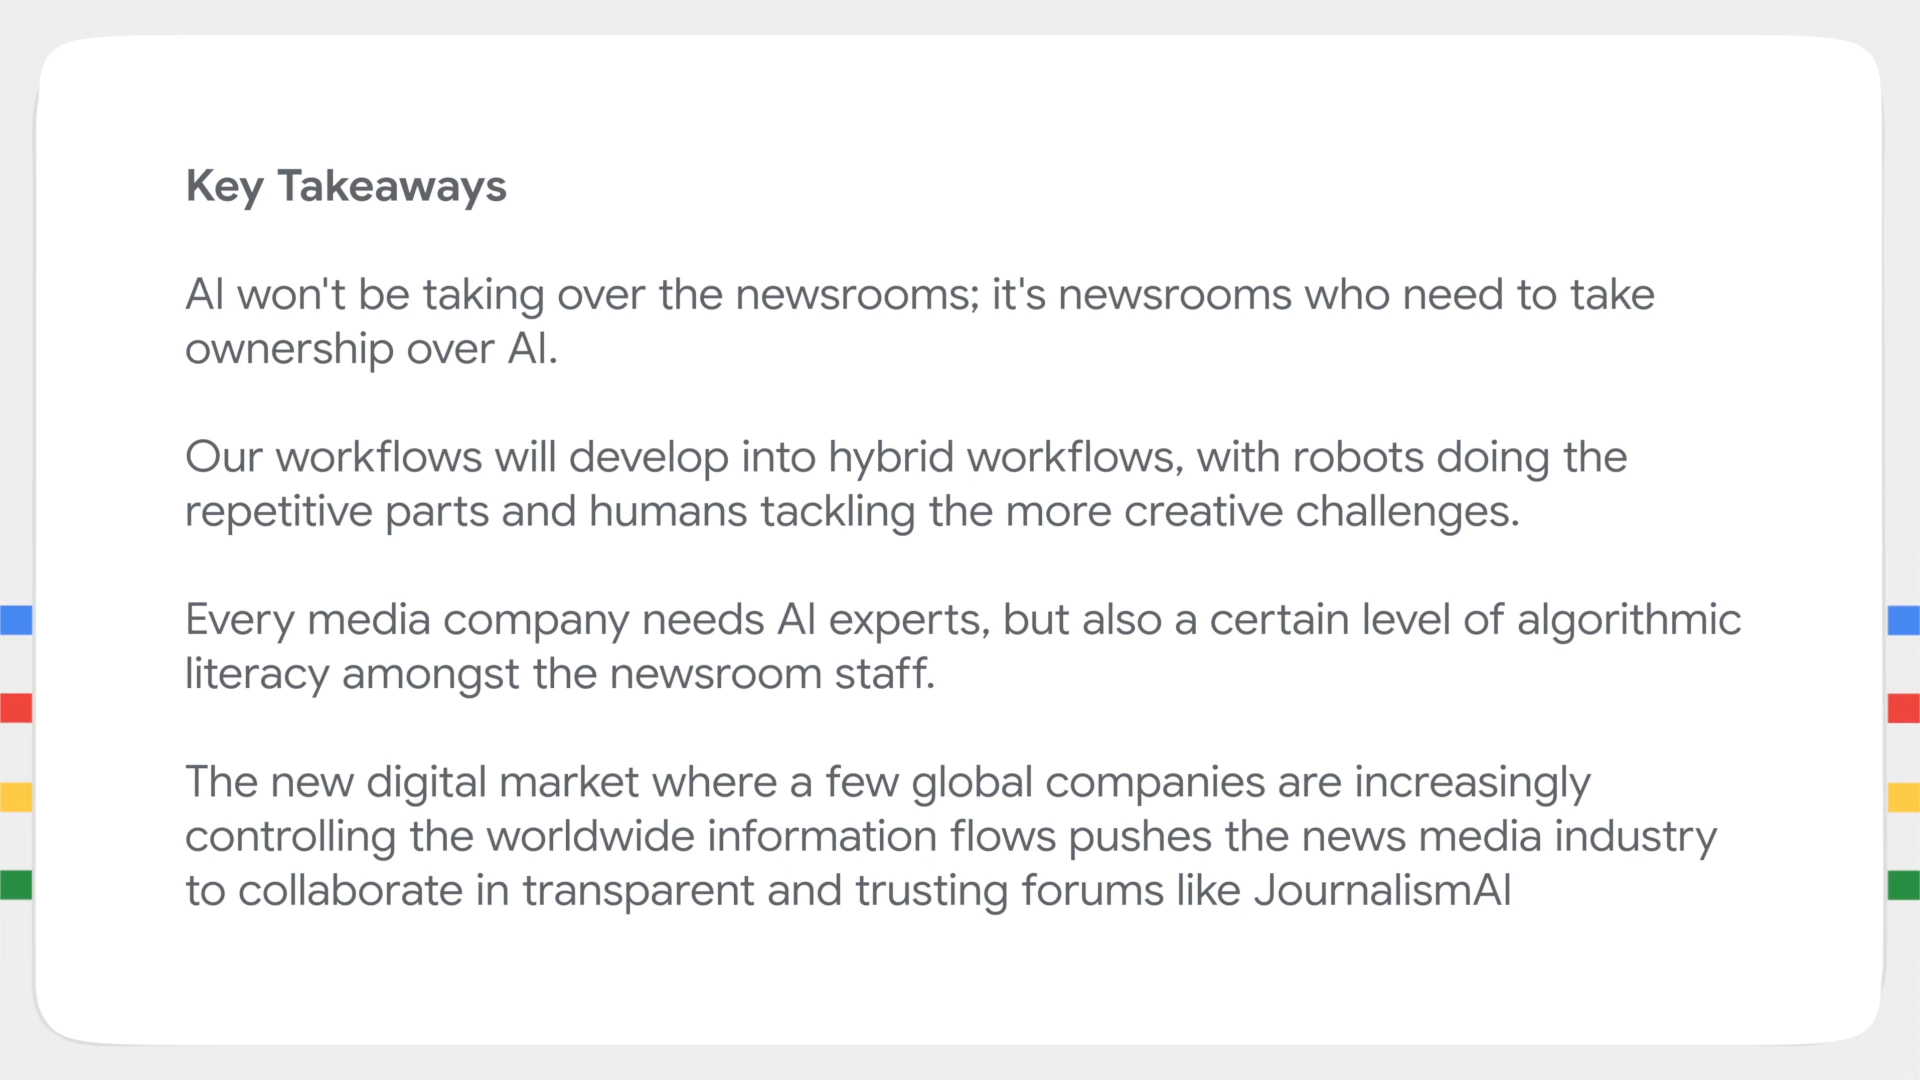 Key Takeaways
AI won't be taking over the newsrooms; it's newsrooms who need to take
ownership over AI.
Our workflows will develop into hybrid workflows, with robots doing the
repetitive parts and humans tackling the more creative challenges.
Every media company needs AI experts, but also a certain level of algorithmic
literacy amongst the newsroom staff.
The new digital market where a few global companies are increasingly
controlling the worldwide information flows pushes the news media industry
to collaborate in transparent and trusting forums like JournalismAI